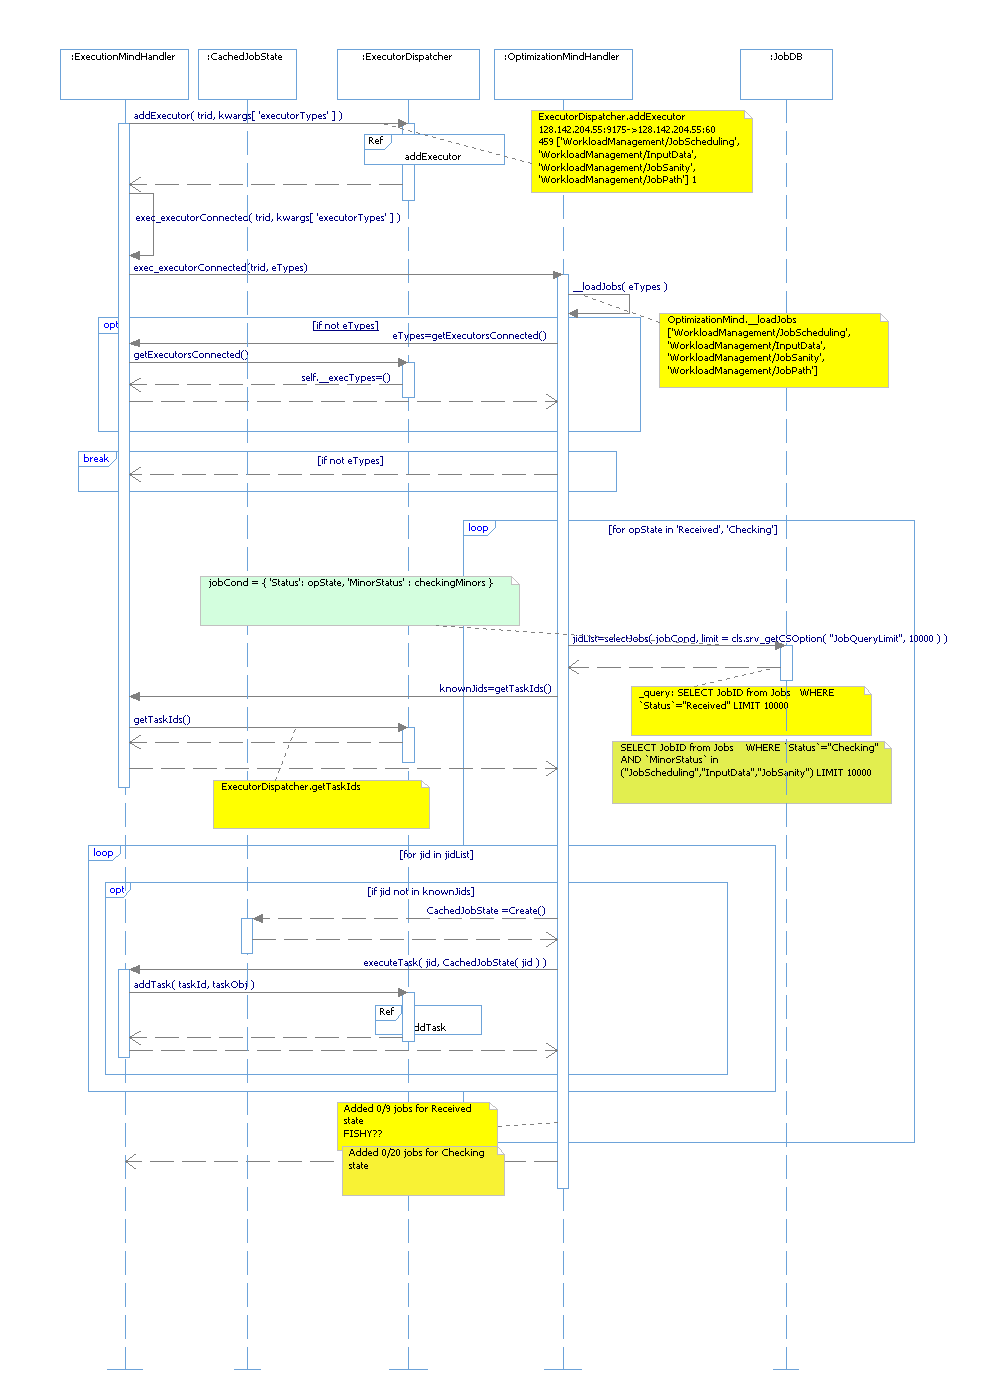 :ExecutionMindHandler
:CachedJobState
:ExecutorDispatcher
:OptimizationMindHandler
:JobDB
addExecutor( trid, kwargs[ 'executorTypes' ] )
ExecutorDispatcher.addExecutor
128.142.204.55:9175->128.142.204.55:60
459 ['WorkloadManagement/JobScheduling',
'WorkloadManagement/InputData',
'WorkloadManagement/JobSanity',
'WorkloadManagement/JobPath'] 1
Ref
addExecutor
exec_executorConnected( trid, kwargs[ 'executorTypes' ] )
exec_executorConnected(trid, eTypes)
__loadJobs( eTypes )
OptimizationMind.__loadJobs
['WorkloadManagement/JobScheduling',
'WorkloadManagement/InputData',
'WorkloadManagement/JobSanity',
'WorkloadManagement/JobPath']
opt
[if not eTypes]
eTypes=getExecutorsConnected()
getExecutorsConnected()
self.__execTypes=()
break
[if not eTypes]
loop
[for opState in 'Received', 'Checking']
jobCond = { 'Status': opState, 'MinorStatus' : checkingMinors }
jidList=selectJobs( jobCond, limit = cls.srv_getCSOption( "JobQueryLimit", 10000 ) )
knownJids=getTaskIds()
_query: SELECT JobID from Jobs   WHERE
`Status`="Received" LIMIT 10000
getTaskIds()
SELECT JobID from Jobs    WHERE `Status`="Checking"
AND `MinorStatus` in
("JobScheduling","InputData","JobSanity") LIMIT 10000
ExecutorDispatcher.getTaskIds
loop
[for jid in jidList]
opt
[if jid not in knownJids]
CachedJobState =Create()
executeTask( jid, CachedJobState( jid ) )
addTask( taskId, taskObj )
Ref
ddTask
Added 0/9 jobs for Received
state
FISHY??
Added 0/20 jobs for Checking
state